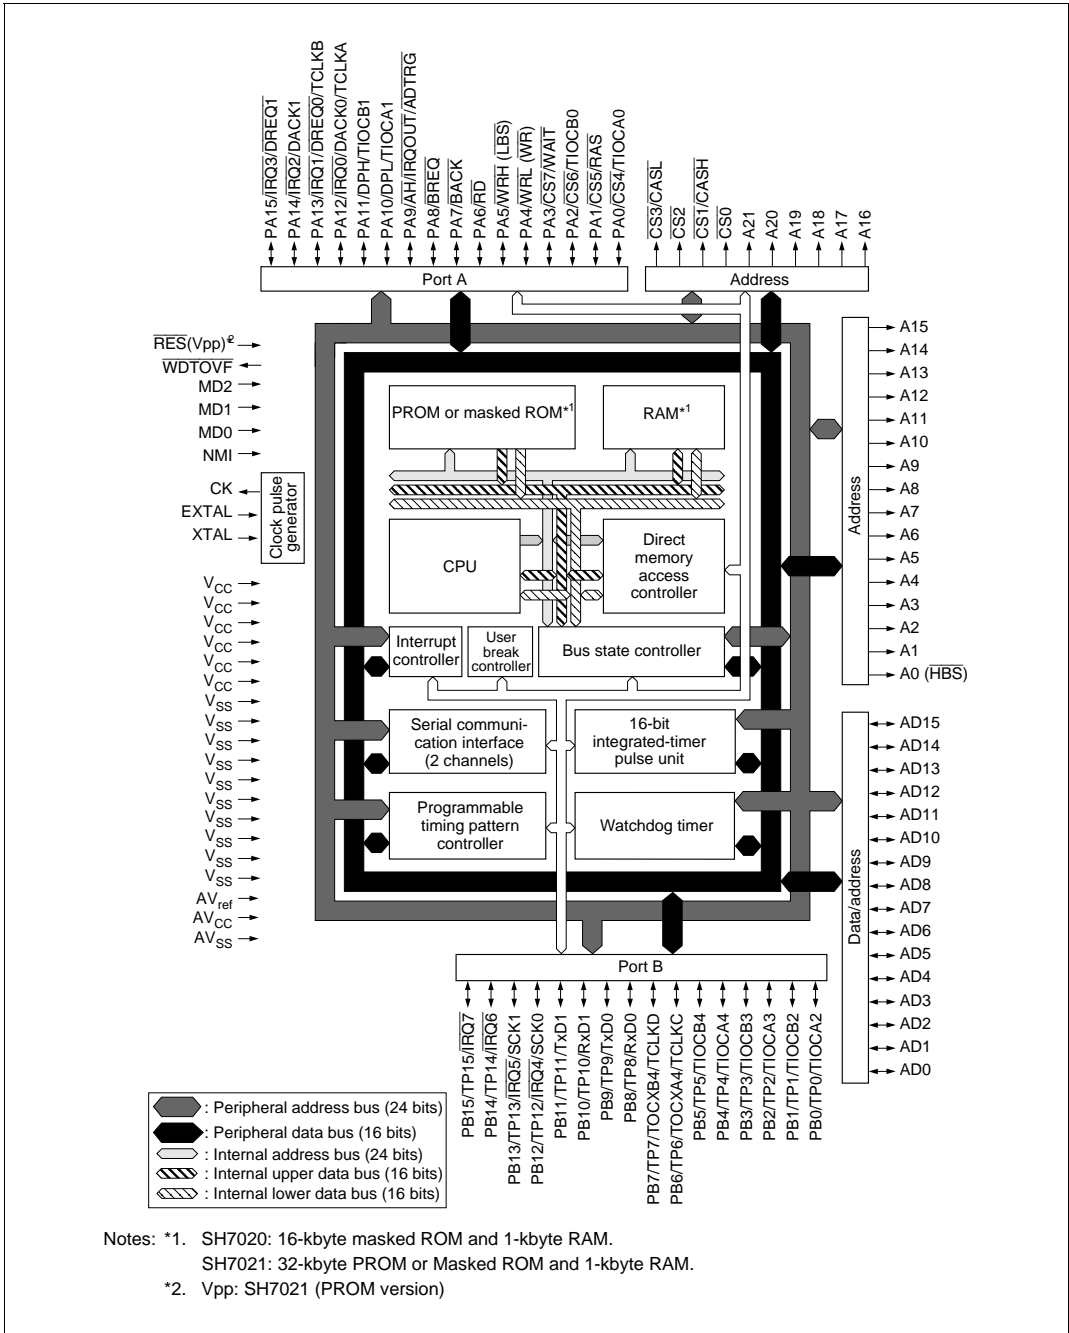 PA15/IRQ3/DREQ1
PA14/IRQ2/DACK1
PA13/IRQ1/DREQ0/TCLKB
PA12/IRQ0/DACK0/TCLKA
PA11/DPH/TIOCB1
PA10/DPL/TIOCA1
PA9/AH/IRQOUT/ADTRG
PA8/BREQ
PA7/BACK
PA6/RD
PA5/WRH (LBS)
PA4/WRL (WR)
PA3/CS7/WAIT
PA2/CS6/TIOCB0
PA1/CS5/RAS
PA0/CS4/TIOCA0
CS3/CASL
CS2
CS1/CASH
CS0
A21
A20
A19
A18
A17
A16
Port A
Address
RES(Vpp)*2
WDTOVF
MD2
MD1
MD0
NMI
CK
EXTAL
XTAL
Clock pulse
generator
VCC
VCC
VCC
VCC
VCC
VCC
VSS
VSS
VSS
VSS
VSS
VSS
VSS
VSS
VSS
VSS
AVref
AVCC
AVSS
PROM or masked ROM*1
RAM*1
CPU
Direct
memory
access
controller
Interrupt
controller
User
break
controller
Bus state controller
Serial communi-
cation interface
(2 channels)
16-bit
integrated-timer
pulse unit
Programmable
timing pattern
controller
Watchdog timer
Address
A15
A14
A13
A12
A11
A10
A9
A8
A7
A6
A5
A4
A3
A2
A1
A0 (HBS)
Data/address
AD15
AD14
AD13
AD12
AD11
AD10
AD9
AD8
AD7
AD6
AD5
AD4
AD3
AD2
AD1
AD0
Port B
PB15/TP15/IRQ7
PB14/TP14/IRQ6
PB13/TP13/IRQ5/SCK1
PB12/TP12/IRQ4/SCK0
PB11/TP11/TxD1
PB10/TP10/RxD1
PB9/TP9/TxD0
PB8/TP8/RxD0
PB7/TP7/TOCXB4/TCLKD
PB6/TP6/TOCXA4/TCLKC
PB5/TP5/TIOCB4
PB4/TP4/TIOCA4
PB3/TP3/TIOCB3
PB2/TP2/TIOCA3
PB1/TP1/TIOCB2
PB0/TP0/TIOCA2
: Peripheral address bus (24 bits)
: Peripheral data bus (16 bits)
: Internal address bus (24 bits)
: Internal upper data bus (16 bits)
: Internal lower data bus (16 bits)
Notes: *1. SH7020: 16-kbyte masked ROM and 1-kbyte RAM.
SH7021: 32-kbyte PROM or Masked ROM and 1-kbyte RAM.
*2. Vpp: SH7021 (PROM version)